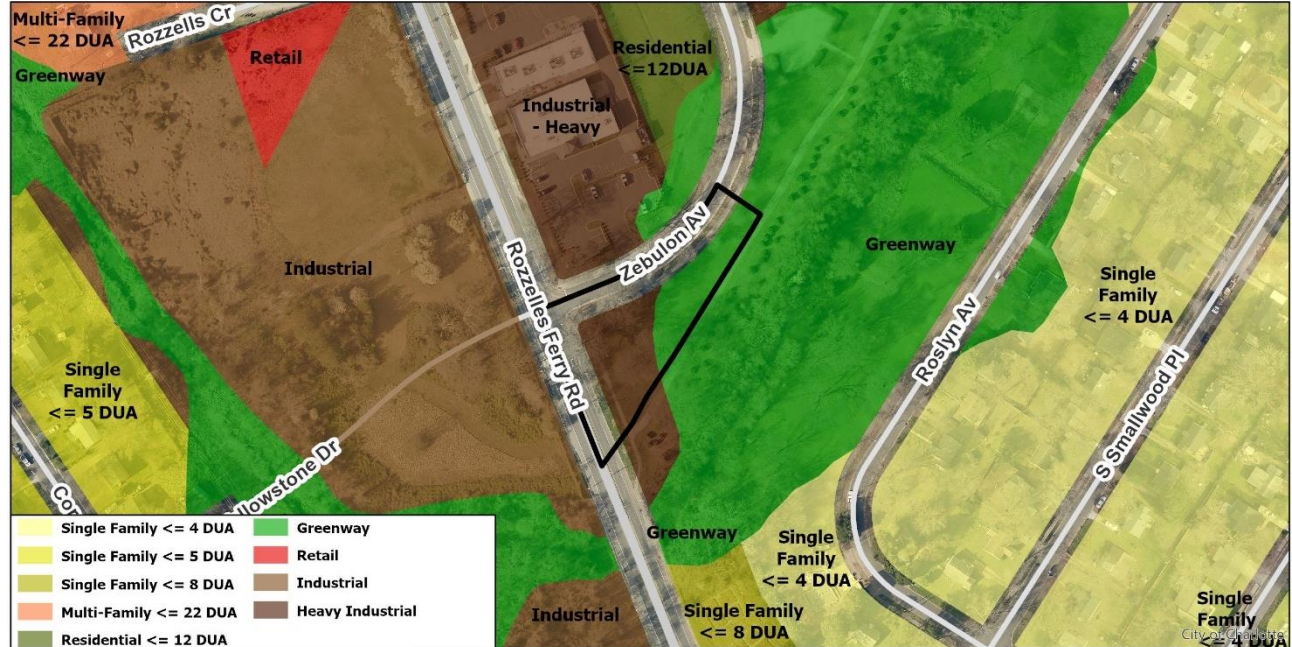 Multi-Family
<= 22 DUA
Rozzells Cr
Greenway
Retail
Residential
<=12DUA
Industrial
- Heavy
Zebulon Av
Greenway
Industrial
Rozzelles Ferry Rd
Single
Family
<= 4 DUA
Roslyn Av
S Smallwood Pl
Single
Family
<= 5 DUA
llowstone Dr
Greenway
Single
Family
<= 4 DUA
Industrial
Single Family
<= 8 DUA
Single
Family
<= 4 DUA
City of Charlotte
Single Family <= 4 DUA
Single Family <= 5 DUA
Single Family <= 8 DUA
Multi-Family <= 22 DUA
Residential <= 12 DUA
Greenway
Retail
Industrial
Heavy Industrial